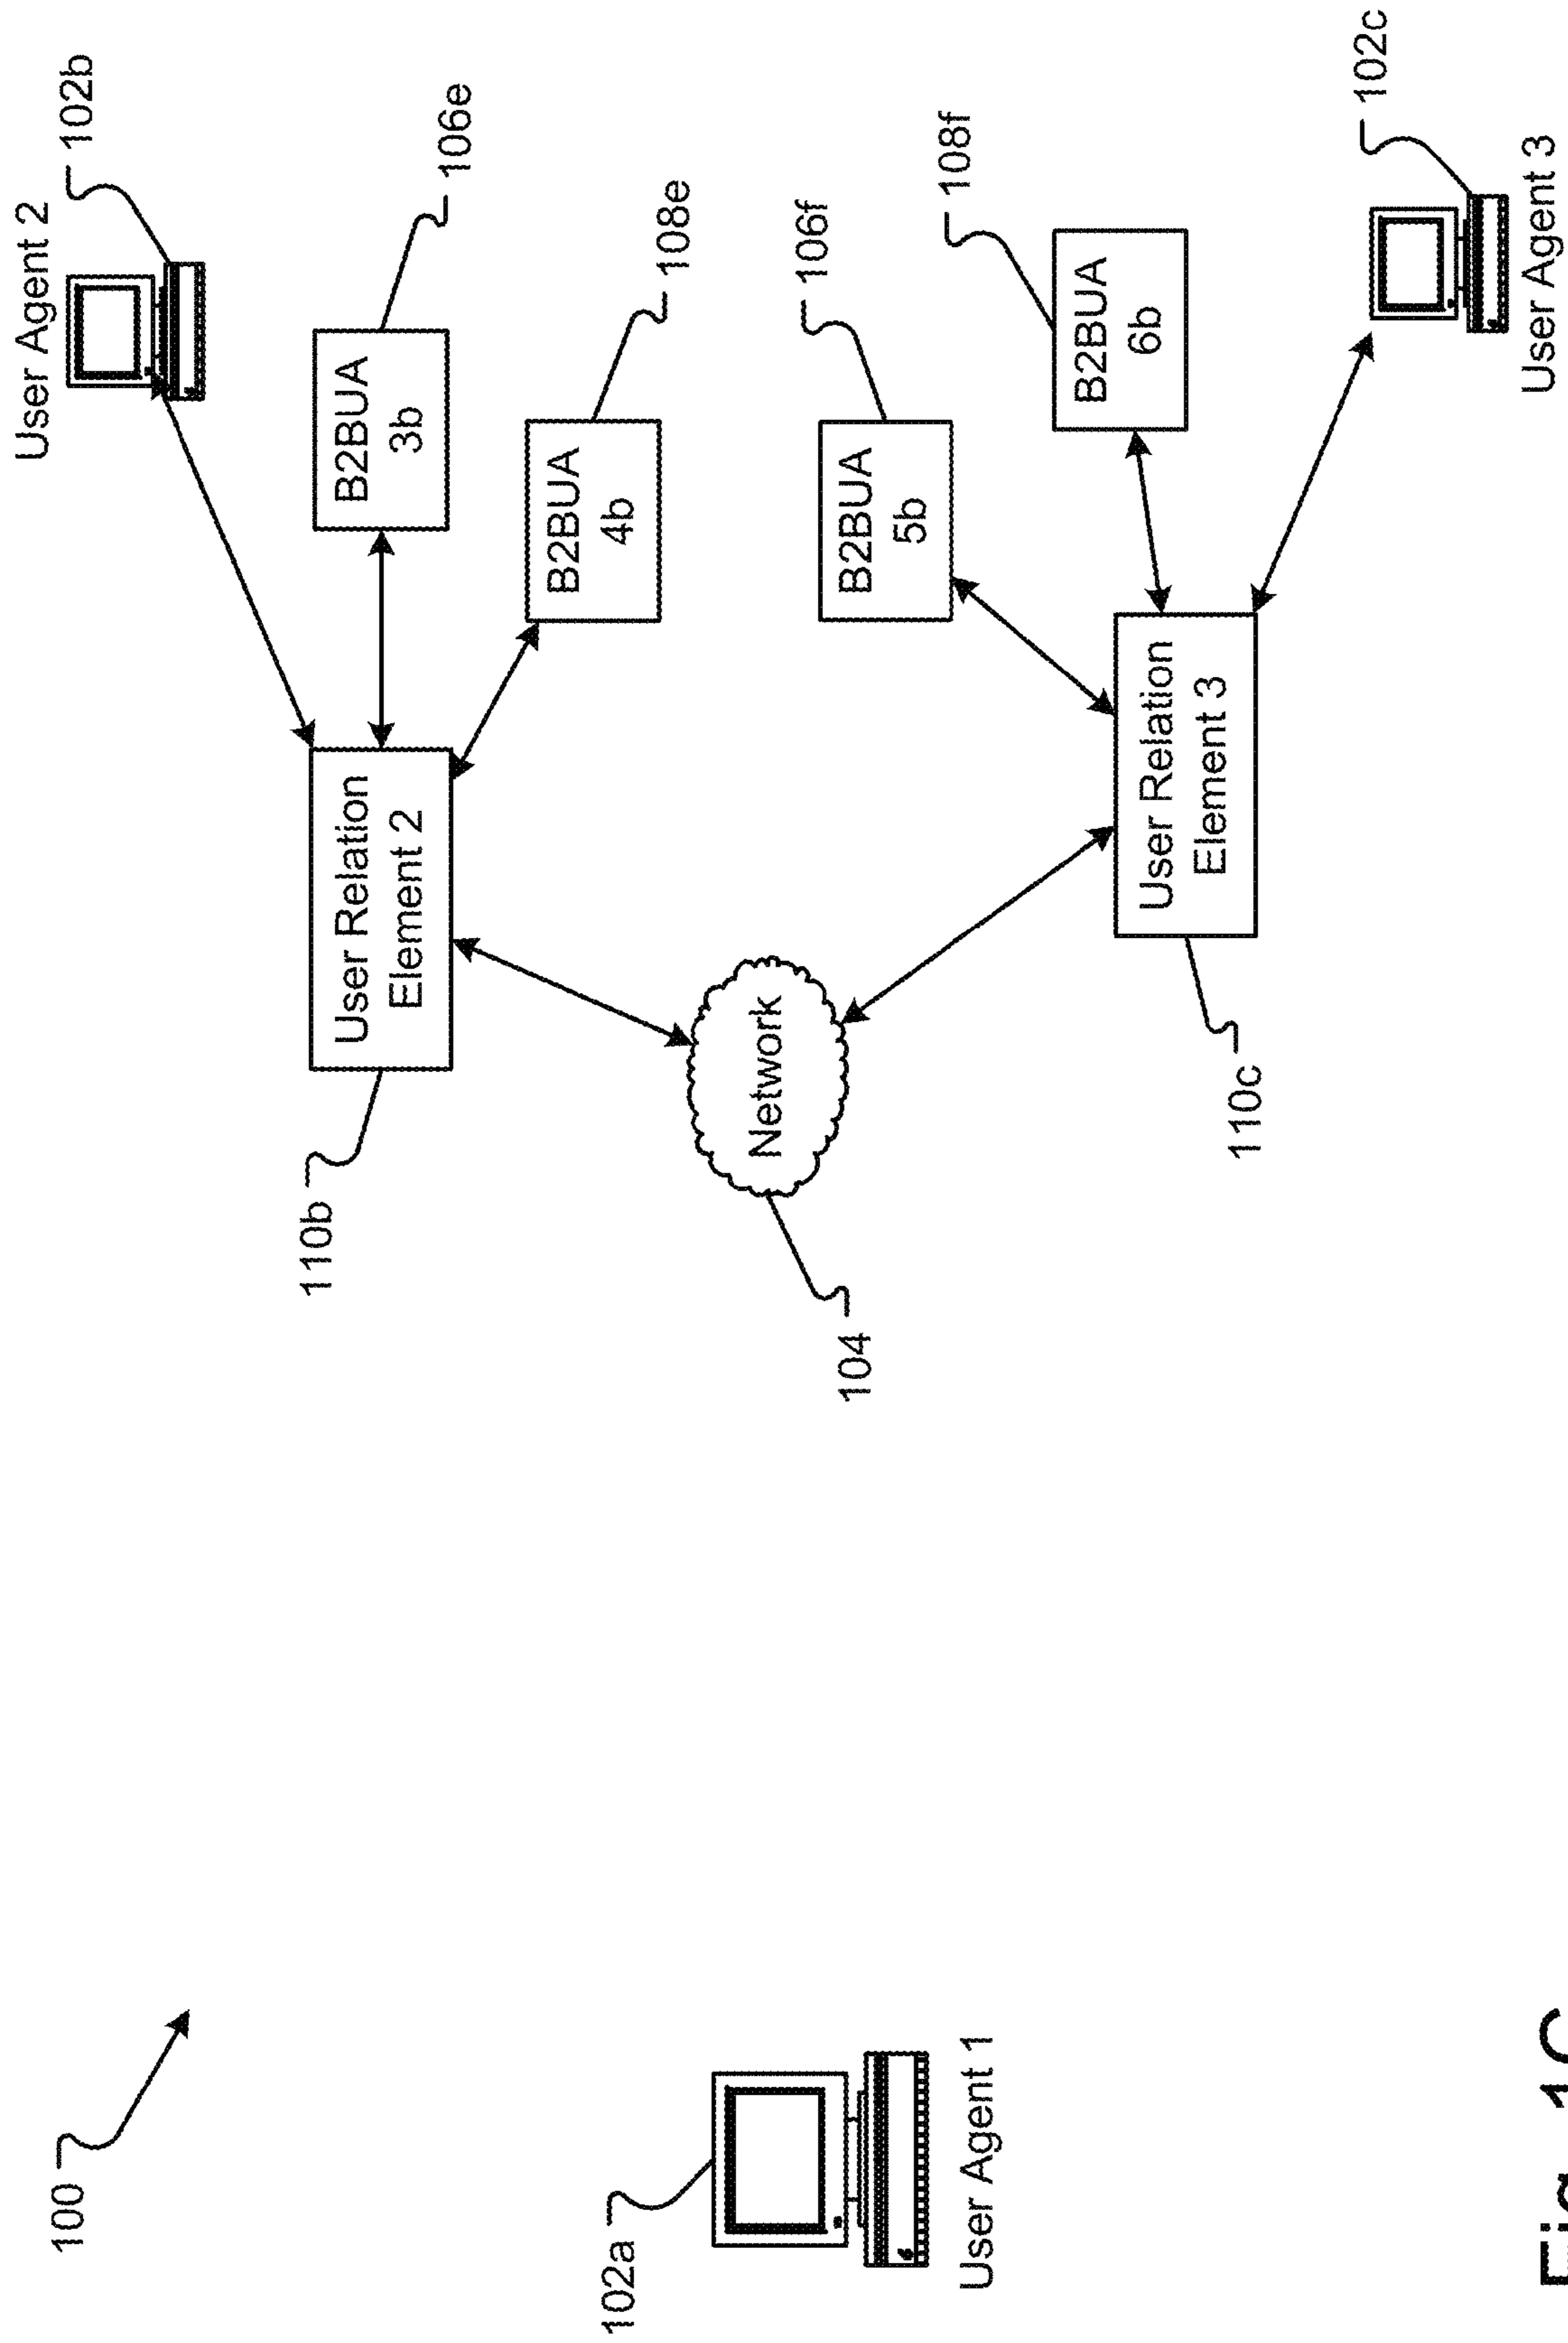 100
User Agent 2
102b
B2BUA
3b
106e
User Relation
Element 2
110b
B2BUA
4b
108e
102a
User Agent 1
Network
104
B2BUA
5b
106f
B2BUA
6b
108f
User Relation
Element 3
110c
102c
User Agent 3